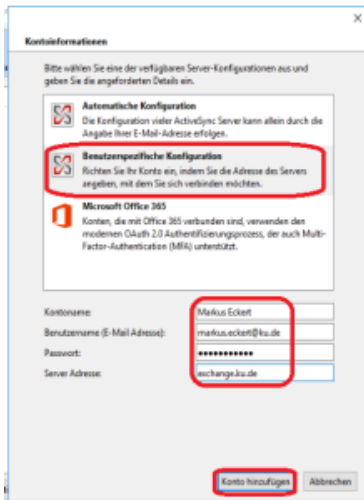 Kontoinformationen
Bitte wählen Sie eine der verfügbaren Server-Konfigurationen aus und
geben Sie die angeforderten Details ein.
Automatische Konfiguration
Die Konfiguration vieler ActiveSync Server kann allein durch die
Angabe Ihrer E-Mail-Adresse erfolgen.
Benutzerspezifische Konfiguration
Richten Sie Ihr Konto ein, indem Sie die Adresse des Servers
angeben, mit dem Sie sich verbinden möchten.
Microsoft Office 365
Konten, die mit Office 365 verbunden sind, verwenden den
modernen OAuth 2.0 Authentifizierungsprozess, der auch Multi-
Factor-Authentication (MFA) unterstützt.
Kontoname: Markus Eckert
Benutzername (E-Mail Adresse): markus.eckert@ku.de
Passwort: •••••••••••
Server Adresse: exchange.ku.de
Konto hinzufügen Abbrechen